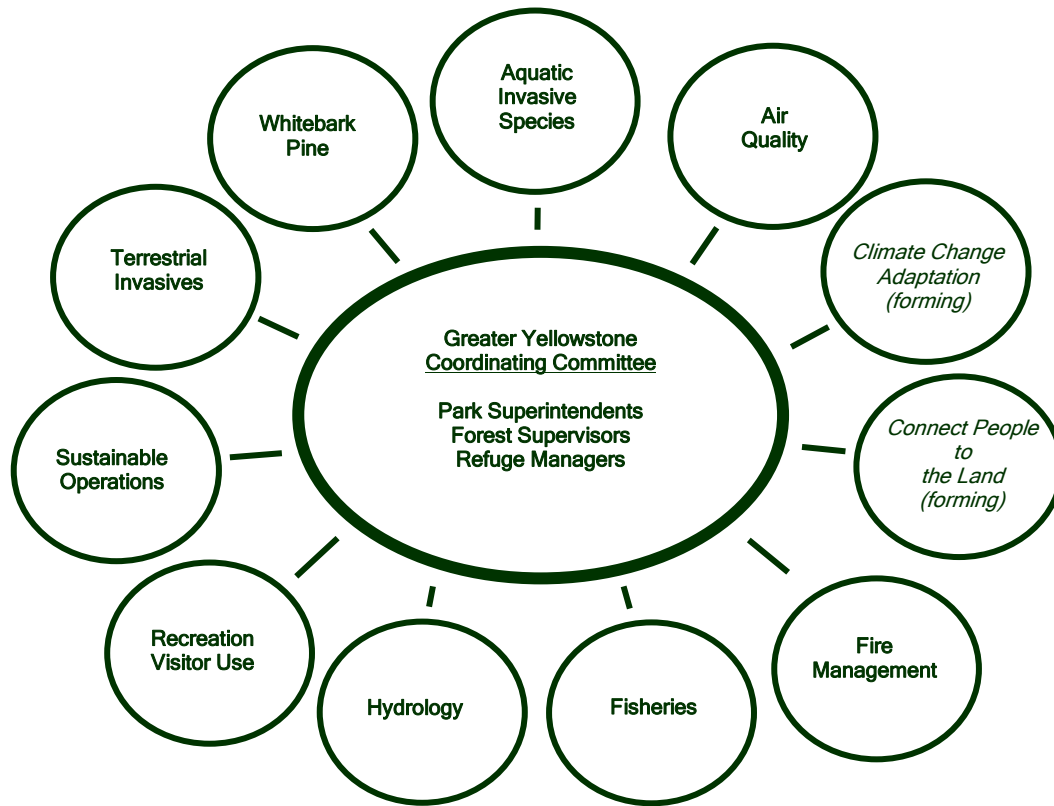 Aquatic
Invasive
Species
Air
Quality
Climate Change
Adaptation
(forming)
Connect People
to
the Land
(forming)
Fire
Management
Fisheries
Hydrology
Recreation
Visitor Use
Sustainable
Operations
Terrestrial
Invasives
Whitebark
Pine
Greater Yellowstone
Coordinating Committee
Park Superintendents
Forest Supervisors
Refuge Managers